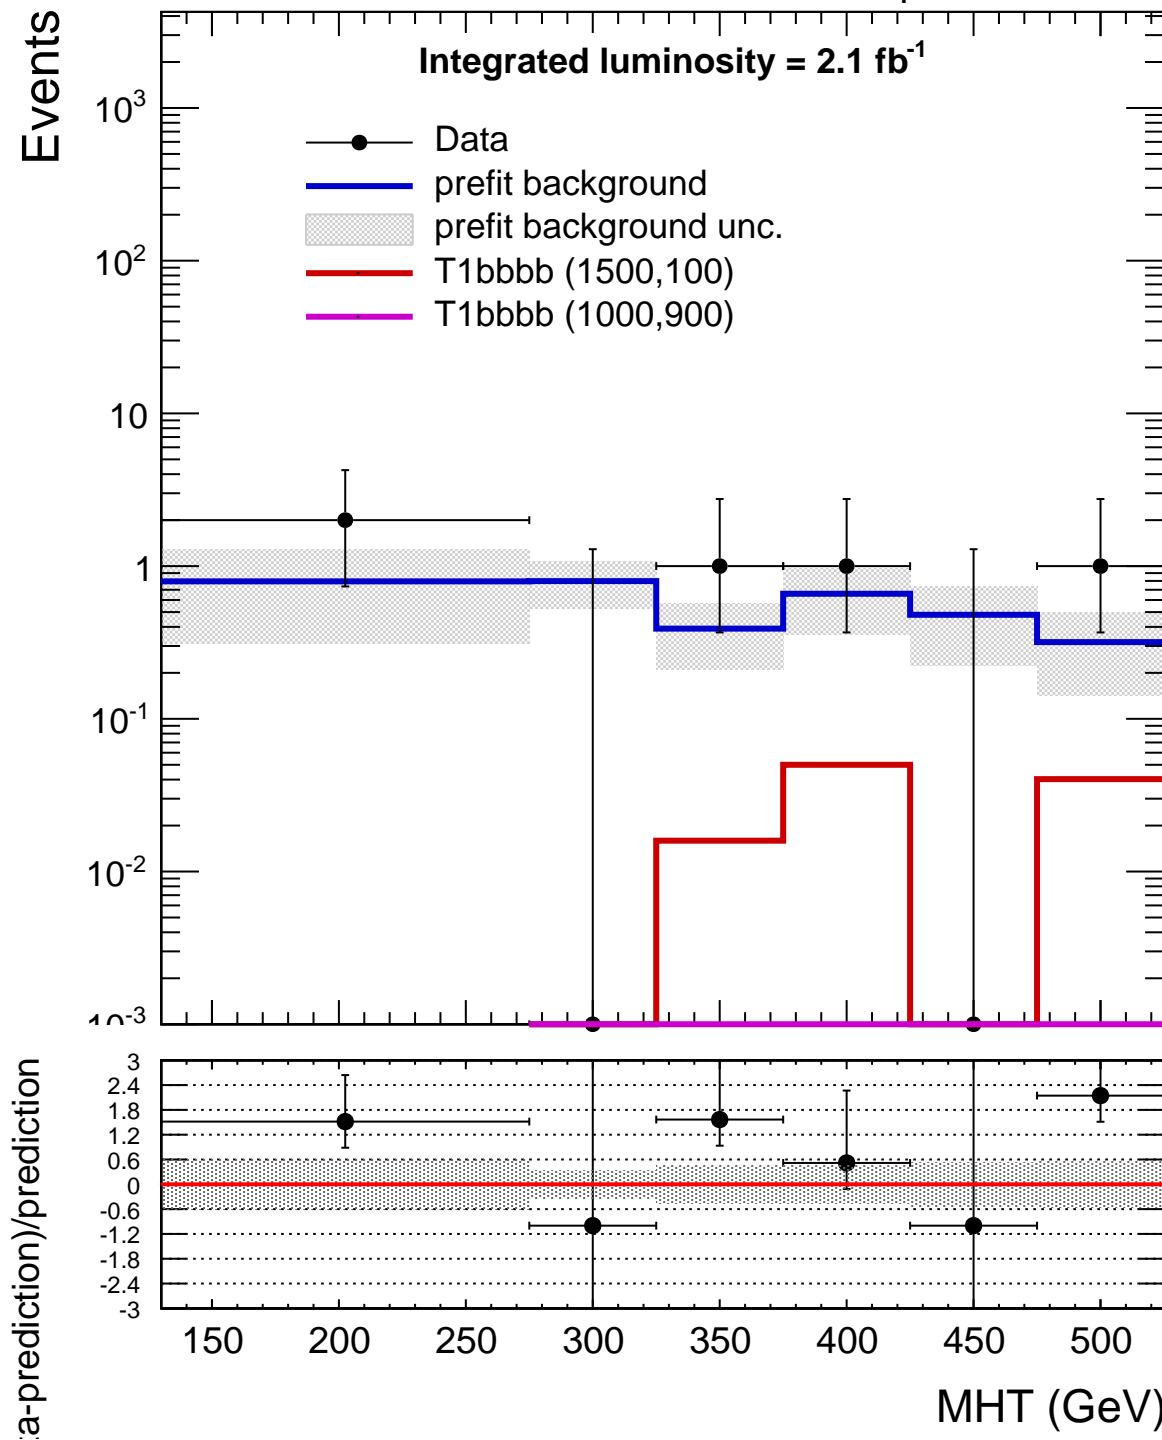 Integrated luminosity = 2.1 fb-1
Events
10^3
10^2
10
1
10^-1
10^-2
10^-3
Data
prefit background
prefit background unc.
T1bbbb (1500,100)
T1bbbb (1000,900)
3
2.4
1.8
1.2
0.6
0
-0.6
-1.2
-1.8
-2.4
-3
ta-prediction)/prediction
150 200 250 300 350 400 450 500
MHT (GeV)